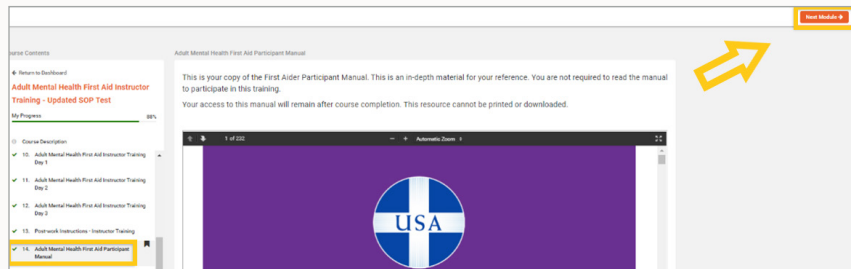 Next Module →
ourse Contents
Adult Mental Health First Aid Participant Manual
Return to Dashboard
Adult Mental Health First Aid Instructor
Training - Updated SOP Test
My Progress 88%
Course Description
10. Adult Mental Health First Aid Instructor Training
Day 1
11. Adult Mental Health First Aid Instructor Training
Day 2
12. Adult Mental Health First Aid Instructor Training
Day 3
13. Post-work Instructions - Instructor Training
14. Adult Mental Health First Aid Participant
Manual
This is your copy of the First Aider Participant Manual. This is an in-depth material for your reference. You are not required to read the manual
to participate in this training.
Your access to this manual will remain after course completion. This resource cannot be printed or downloaded.
1 of 232 − + Automatic Zoom
USA